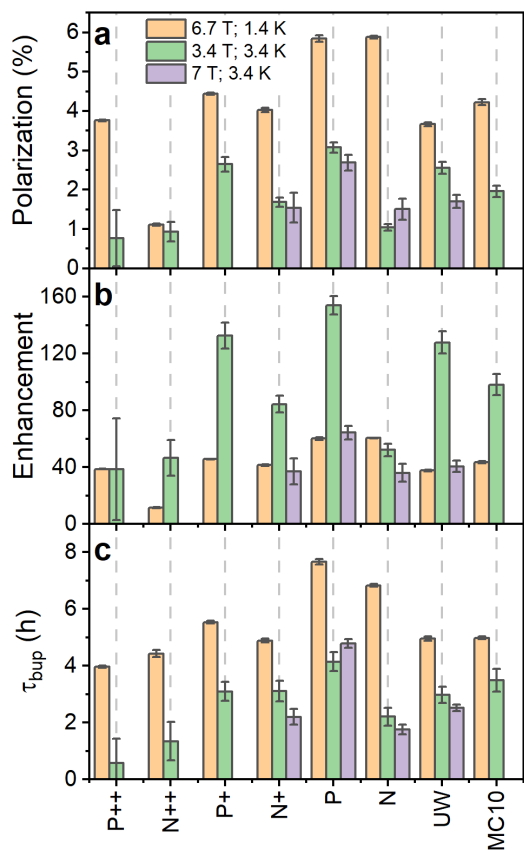 a
6.7 T; 1.4 K
3.4 T; 3.4 K
7 T; 3.4 K
Polarization (%)
6
5
4
3
2
1
0
b
Enhancement
160
120
80
40
0
c
τbup (h)
8
6
4
2
0
P++
N++
P+
N+
P
N
UW
MC10